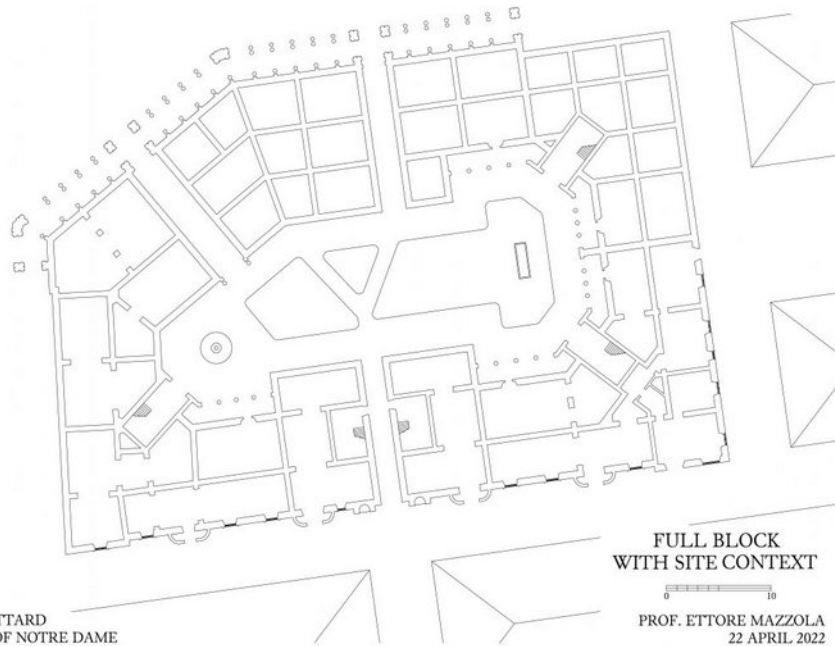 FULL BLOCK
WITH SITE CONTEXT
0 10
TTARD
OF NOTRE DAME
PROF. ETTORE MAZZOLA
22 APRIL 2022